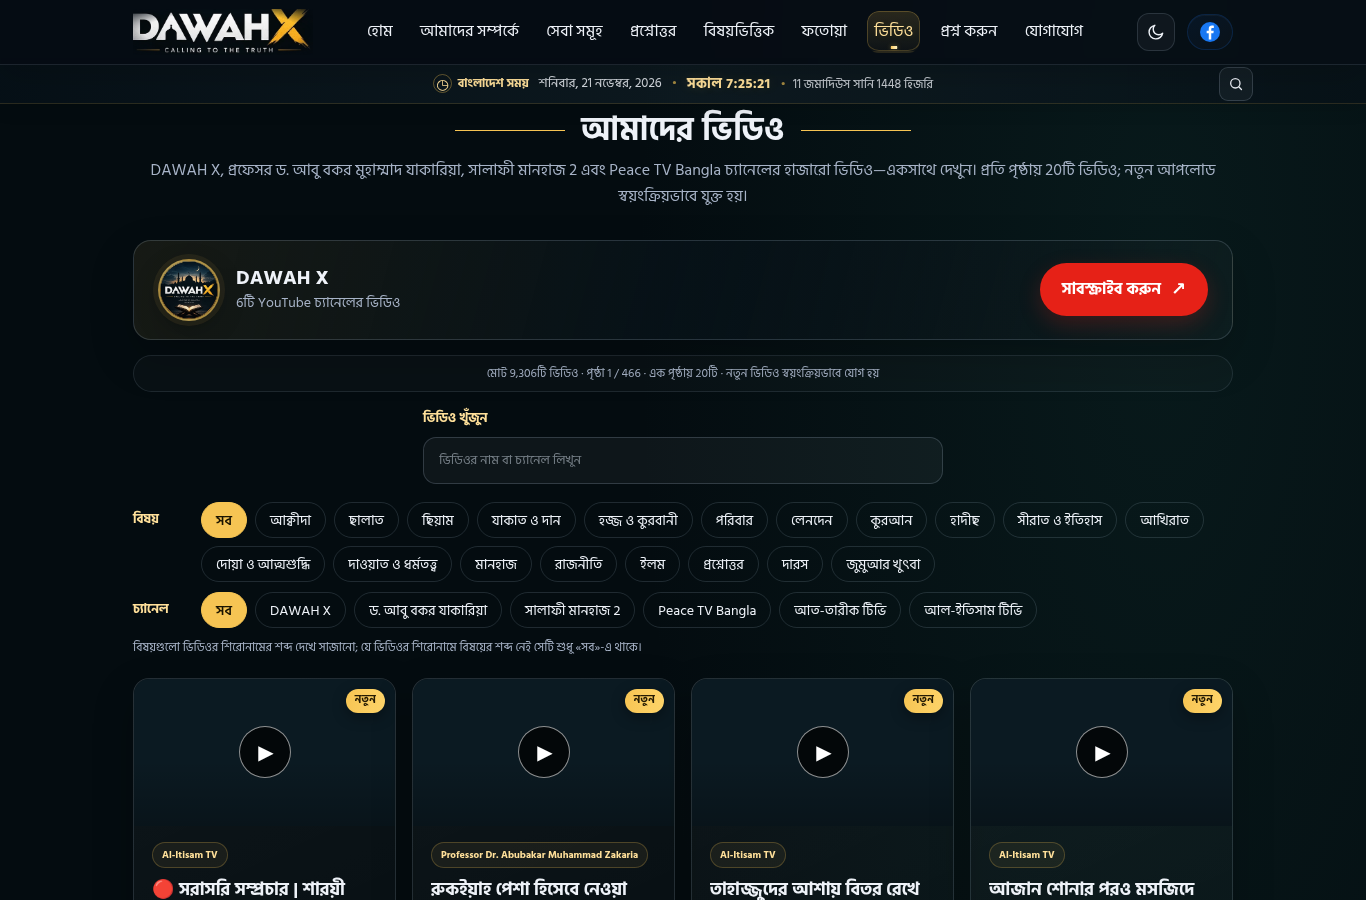 DAWAHX
CALLING TO THE TRUTH
হোম আমাদের সম্পর্কে সেবা সমূহ প্রশ্নোত্তর বিষয়ভিত্তিক ফতোয়া ভিডিও প্রশ্ন করুন যোগাযোগ
বাংলাদেশ সময় শনিবার, 21 নভেম্বর, 2026 • সকাল 7:25:21 • 11 জমাদিউস সানি 1448 হিজরি
আমাদের ভিডিও
DAWAH X, প্রফেসর ড. আবু বকর মুহাম্মাদ যাকারিয়া, সালাফী মানহাজ 2 এবং Peace TV Bangla চ্যানেলের হাজারো ভিডিও—একসাথে দেখুন। প্রতি পৃষ্ঠায় 20টি ভিডিও; নতুন আপলোড
স্বয়ংক্রিয়ভাবে যুক্ত হয়।
DAWAHX
DAWAH X
6টি YouTube চ্যানেলের ভিডিও
সাবস্ক্রাইব করুন ↗
মোট 9,306টি ভিডিও · পৃষ্ঠা 1 / 466 · এক পৃষ্ঠায় 20টি · নতুন ভিডিও স্বয়ংক্রিয়ভাবে যোগ হয়
ভিডিও খুঁজুন
ভিডিওর নাম বা চ্যানেল লিখুন
বিষয় সব আক্বীদা ছালাত ছিয়াম যাকাত ও দান হজ্জ ও কুরবানী পরিবার লেনদেন কুরআন হাদীছ সীরাত ও ইতিহাস আখিরাত
দোয়া ও আত্মশুদ্ধি দাওয়াত ও ধর্মতত্ত্ব মানহাজ রাজনীতি ইলম প্রশ্নোত্তর দারস জুমুআর খুৎবা
চ্যানেল সব DAWAH X ড. আবু বকর যাকারিয়া সালাফী মানহাজ 2 Peace TV Bangla আত-তারীক টিভি আল-ইতিসাম টিভি
বিষয়গুলো ভিডিওর শিরোনামের শব্দ দেখে সাজানো; যে ভিডিওর শিরোনামে বিষয়ের শব্দ নেই সেটি শুধু «সব»-এ থাকে।
নতুন নতুন নতুন নতুন
Al-Itisam TV Professor Dr. Abubakar Muhammad Zakaria Al-Itisam TV Al-Itisam TV
🔴 সরাসরি সম্প্রচার | শারয়ী রুকইয়াহ পেশা হিসেবে নেওয়া তাহাজ্জুদের আশায় বিতর রেখে আজান শোনার পরও মসজিদে